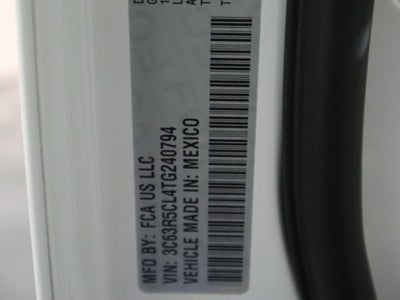 MFD BY: FCA US LLC
VIN: 3C63R5CL4TG240794
VEHICLE MADE IN: MEXICO